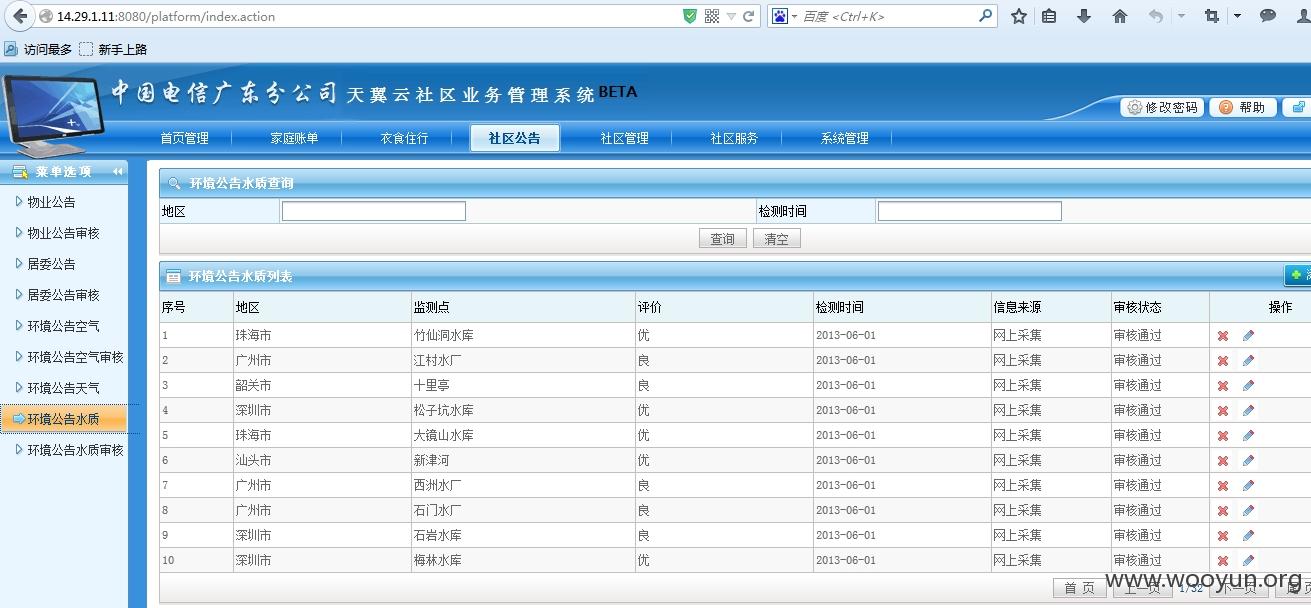 14.29.1.11:8080/platform/index.action 百度 <Ctrl+K>
访问最多 新手上路
中国电信广东分公司 天翼云社区业务管理系统 BETA
修改密码 帮助
首页管理 家庭账单 衣食住行 社区公告 社区管理 社区服务 系统管理
菜单选项
物业公告
物业公告审核
居委公告
居委公告审核
环境公告空气
环境公告空气审核
环境公告天气
环境公告水质
环境公告水质审核
环境公告水质查询
地区 检测时间
查询 清空
环境公告水质列表
序号 地区 监测点 评价 检测时间 信息来源 审核状态 操作
1 珠海市 竹仙洞水库 优 2013-06-01 网上采集 审核通过
2 广州市 江村水厂 良 2013-06-01 网上采集 审核通过
3 韶关市 十里亭 良 2013-06-01 网上采集 审核通过
4 深圳市 松子坑水库 优 2013-06-01 网上采集 审核通过
5 珠海市 大镜山水库 优 2013-06-01 网上采集 审核通过
6 汕头市 新津河 优 2013-06-01 网上采集 审核通过
7 广州市 西洲水厂 良 2013-06-01 网上采集 审核通过
8 广州市 石门水厂 良 2013-06-01 网上采集 审核通过
9 深圳市 石岩水库 良 2013-06-01 网上采集 审核通过
10 深圳市 梅林水库 优 2013-06-01 网上采集 审核通过
首 页 上一页 1/32 下一页
www.wooyun.org